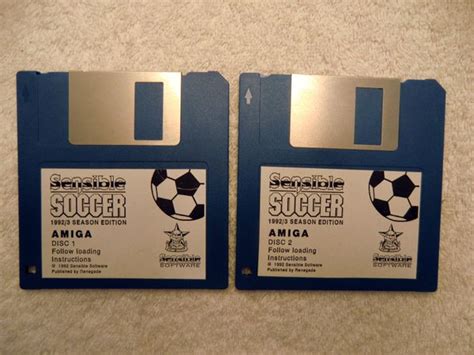 Sensible
SOCCER
1992/3 SEASON EDITION
AMIGA
DISC 1
Follow loading
Instructions
© 1992 Sensible Software
Published by Renegade
Sensible
SOFTWARE
Sensible
SOCCER
1992/3 SEASON EDITION
AMIGA
DISC 2
Follow loading
Instructions
© 1992 Sensible Software
Published by Renegade
Sensible
SOFTWARE